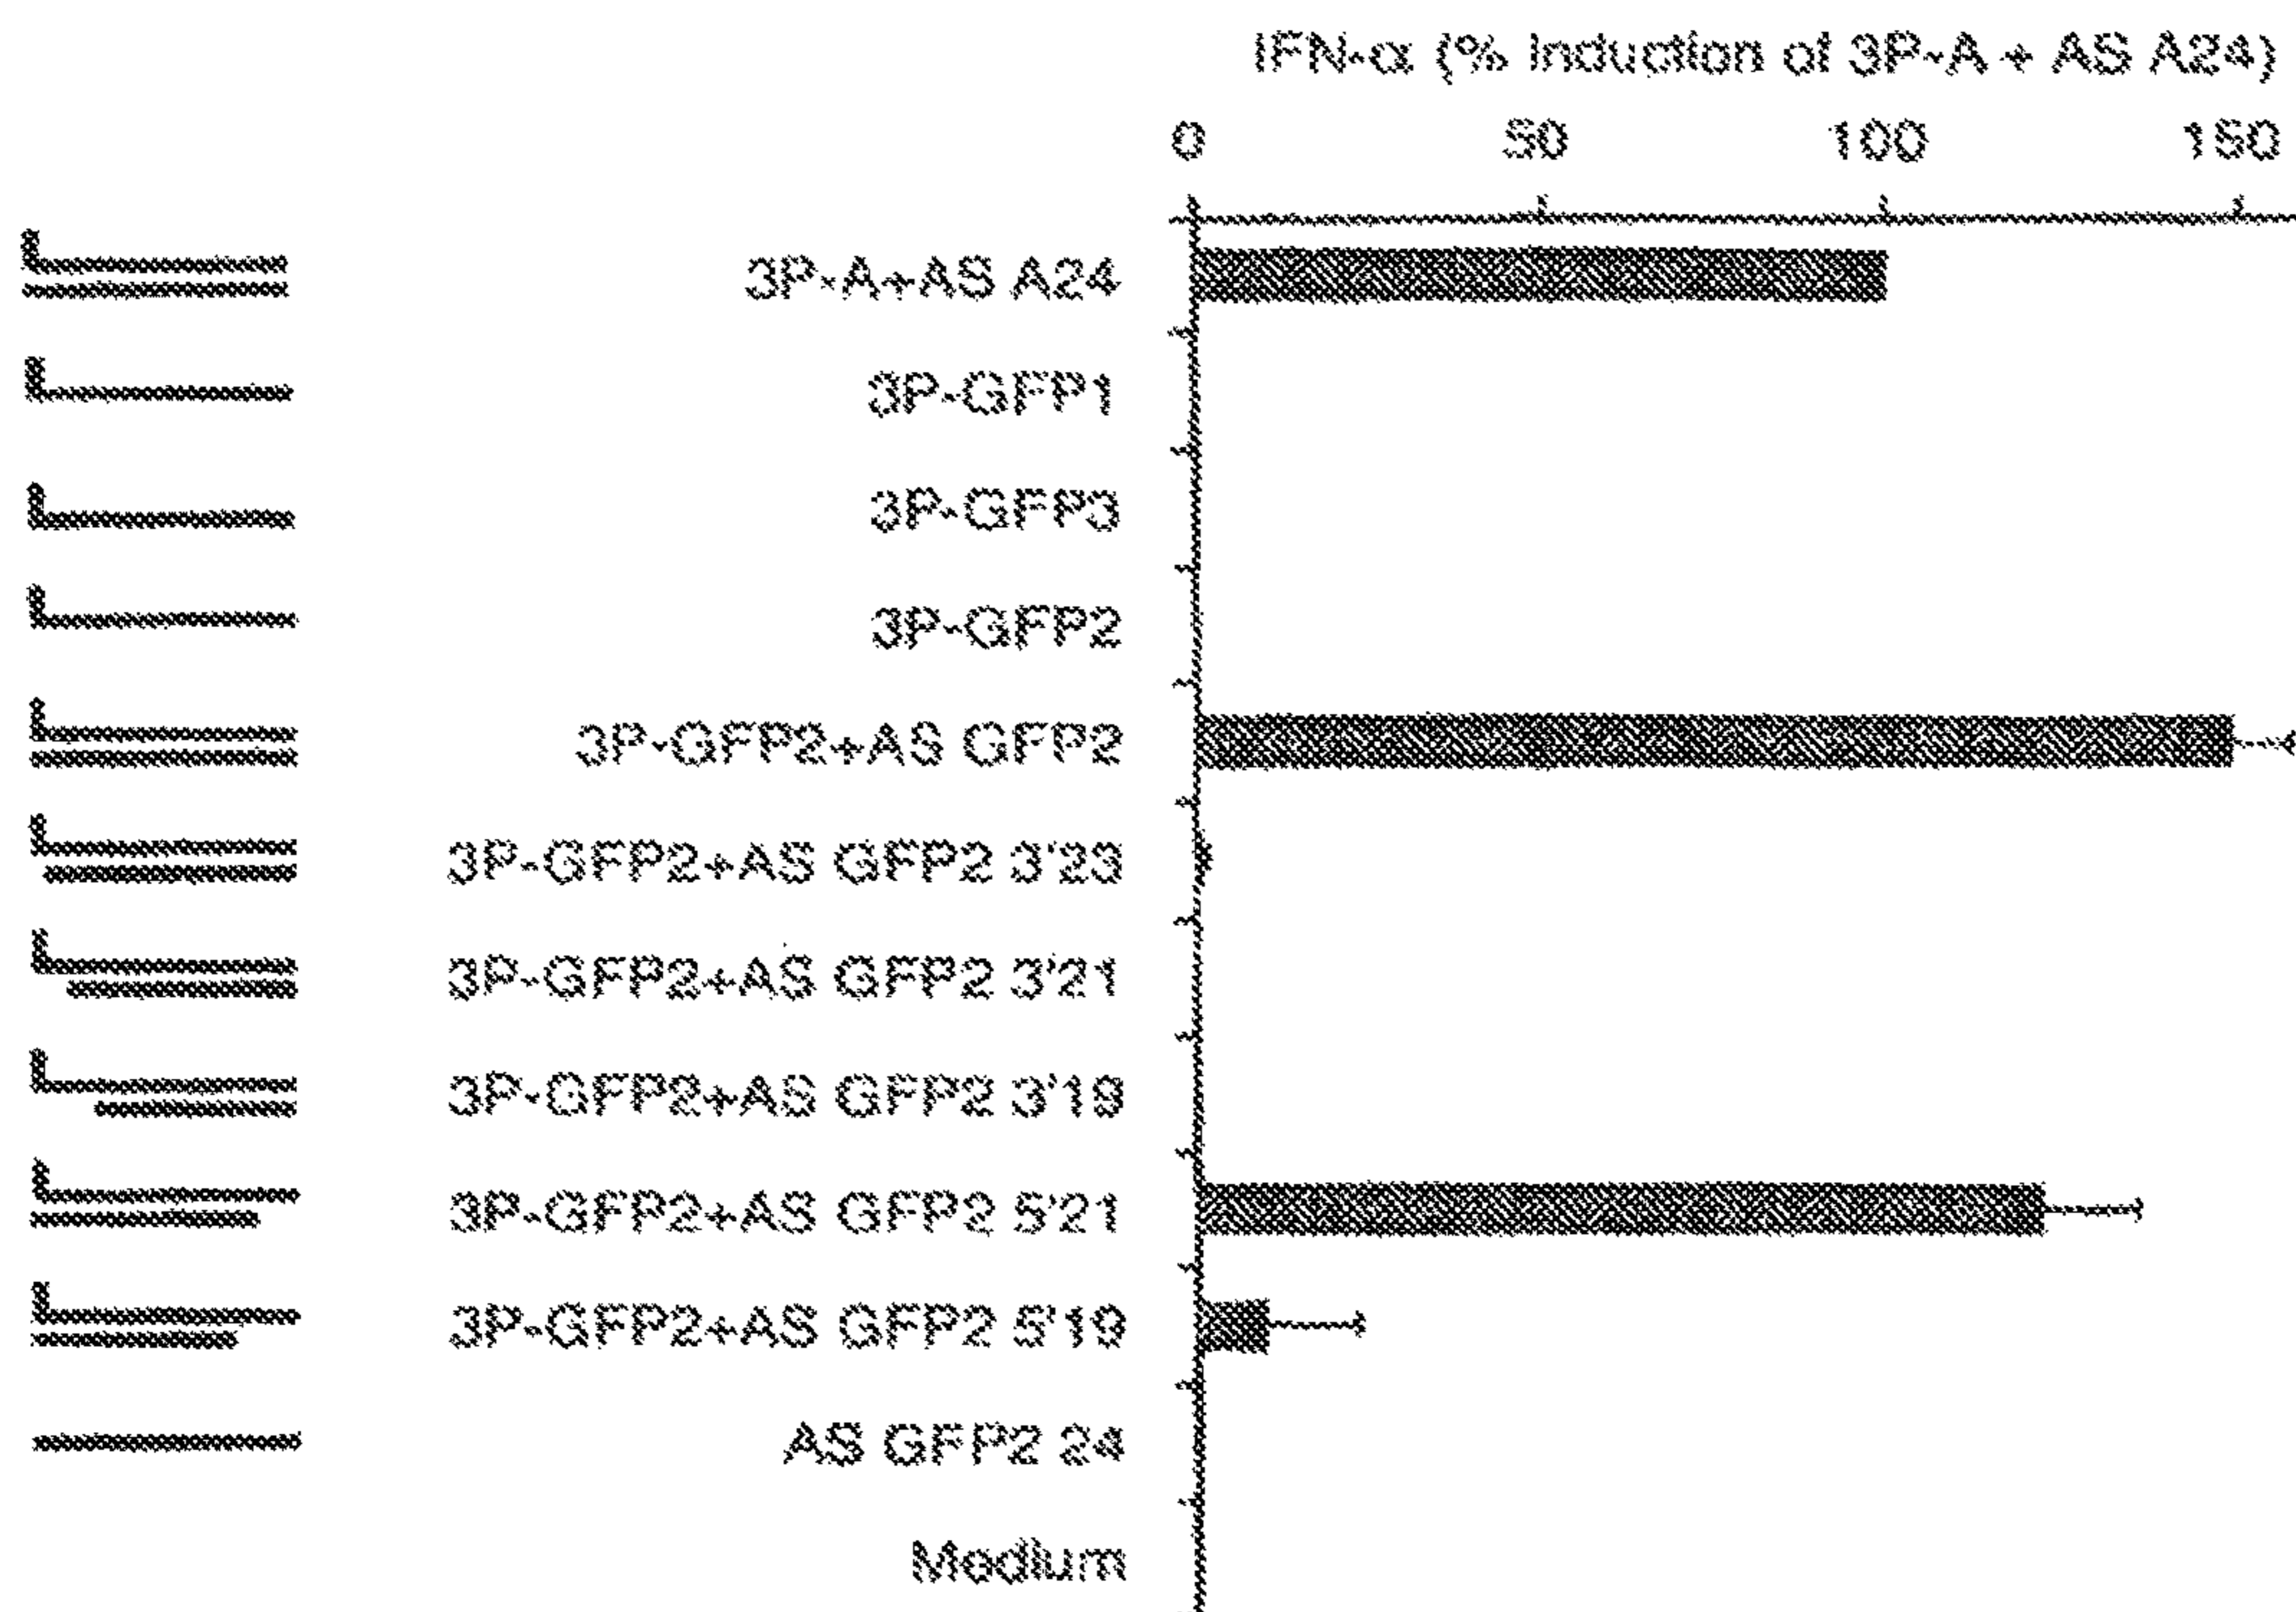 IFN-α (% Induction of 3P-A + AS A24)
0 50 100 150
3P-A+AS A24
3P-GFP1
3P-GFP3
3P-GFP2
3P-GFP2+AS GFP2
3P-GFP2+AS GFP2 3'23
3P-GFP2+AS GFP2 3'21
3P-GFP2+AS GFP2 3'19
3P-GFP2+AS GFP2 5'21
3P-GFP2+AS GFP2 5'19
AS GFP2 24
Medium